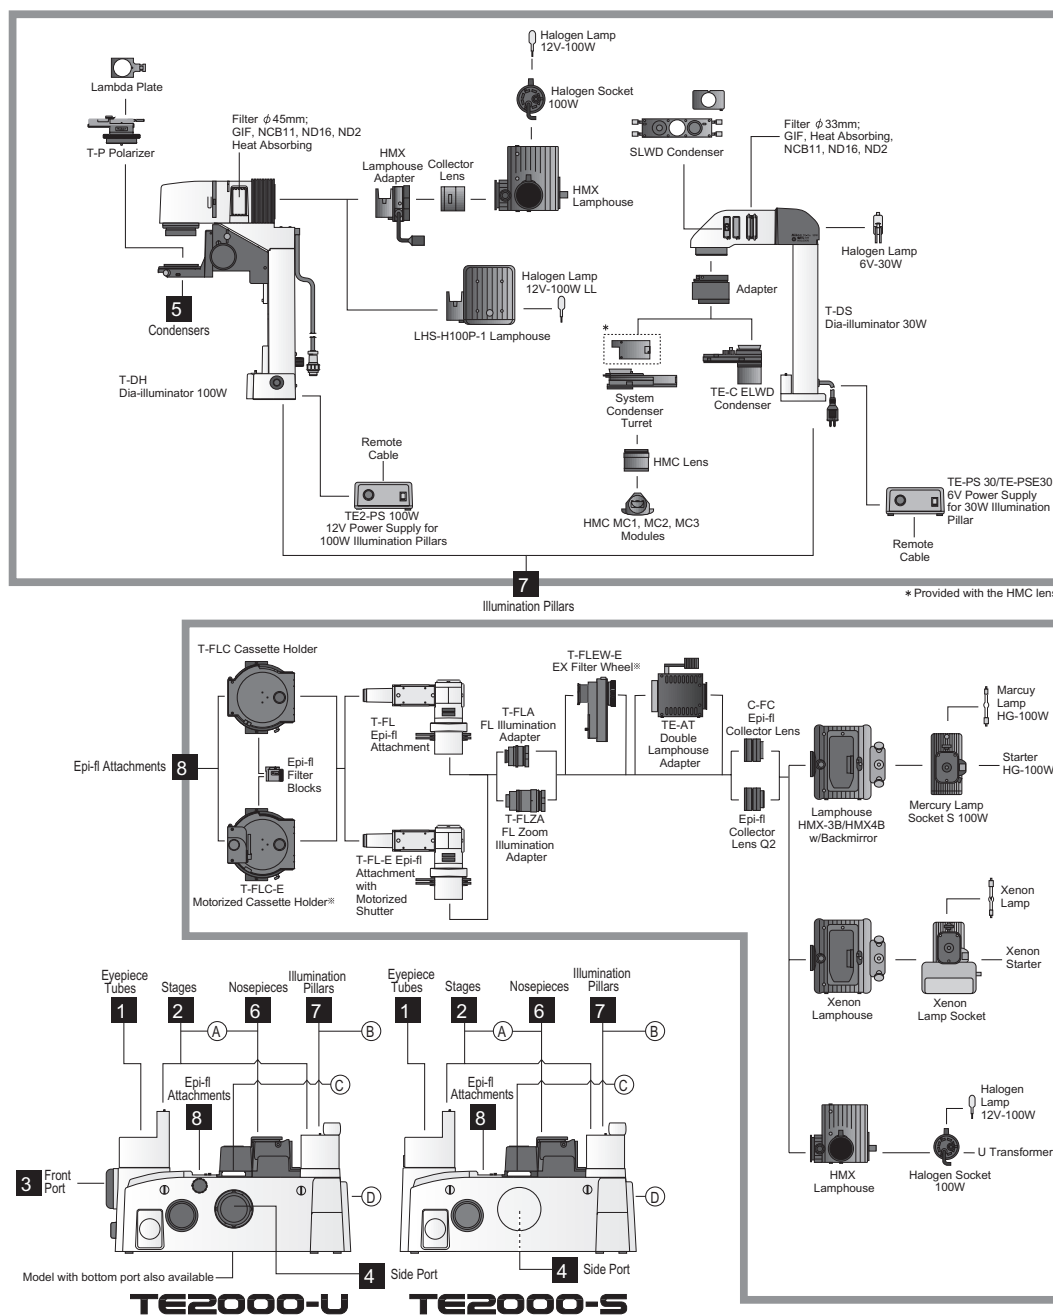 Halogen Lamp
12V-100W
Lambda Plate
Halogen Socket
100W
Filter ϕ45mm;
GIF, NCB11, ND16, ND2
Heat Absorbing
T-P Polarizer
HMX
Lamphouse
Adapter
Collector
Lens
HMX
Lamphouse
SLWD Condenser
Filter ϕ33mm;
GIF, Heat Absorbing,
NCB11, ND16, ND2
Halogen Lamp
6V-30W
Halogen Lamp
12V-100W LL
Adapter
5
Condensers
LHS-H100P-1 Lamphouse
T-DS
Dia-illuminator 30W
*
T-DH
Dia-illuminator 100W
System
Condenser
Turret
TE-C ELWD
Condenser
Remote
Cable
HMC Lens
TE2-PS 100W
12V Power Supply for
100W Illumination Pillars
HMC MC1, MC2, MC3
Modules
TE-PS 30/TE-PSE30
6V Power Supply
for 30W Illumination
Pillar
Remote
Cable
7
Illumination Pillars
* Provided with the HMC lens
T-FLC Cassette Holder
T-FLEW-E
EX Filter Wheel※
Marcuy
Lamp
HG-100W
T-FL
Epi-fl
Attachment
T-FLA
FL Illumination
Adapter
TE-AT
Double
Lamphouse
Adapter
C-FC
Epi-fl
Collector Lens
Epi-fl Attachments 8
Epi-fl
Filter
Blocks
Starter
HG-100W
T-FLZA
FL Zoom
Illumination
Adapter
Epi-fl
Collector
Lens Q2
Lamphouse
HMX-3B/HMX4B
w/Backmirror
Mercury Lamp
Socket S 100W
T-FLC-E
Motorized Cassette Holder※
T-FL-E Epi-fl
Attachment
with
Motorized
Shutter
Xenon
Lamp
Xenon
Starter
Xenon
Lamphouse
Xenon
Lamp Socket
Eyepiece
Tubes
Stages
Nosepieces
Illumination
Pillars
1
2
6
7
A
B
C
Epi-fl
Attachments
8
3 Front
Port
D
Model with bottom port also available
4 Side Port
TE2000-U
Eyepiece
Tubes
Stages
Nosepieces
Illumination
Pillars
1
2
6
7
A
B
C
Epi-fl
Attachments
8
D
4 Side Port
TE2000-S
Halogen
Lamp
12V-100W
U Transformer
HMX
Lamphouse
Halogen Socket
100W